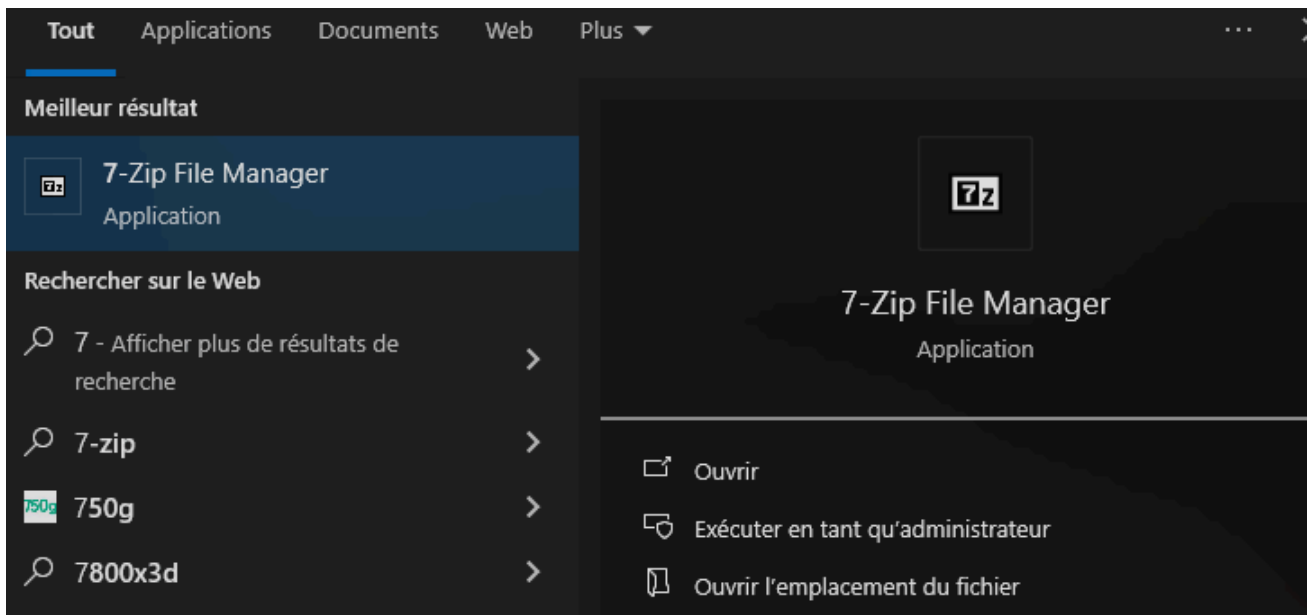 Tout Applications Documents Web Plus ...
Meilleur résultat
7-Zip File Manager
Application
Rechercher sur le Web
7 - Afficher plus de résultats de
recherche
7-zip
750g 750g
7800x3d
7z
7-Zip File Manager
Application
Ouvrir
Exécuter en tant qu'administrateur
Ouvrir l'emplacement du fichier